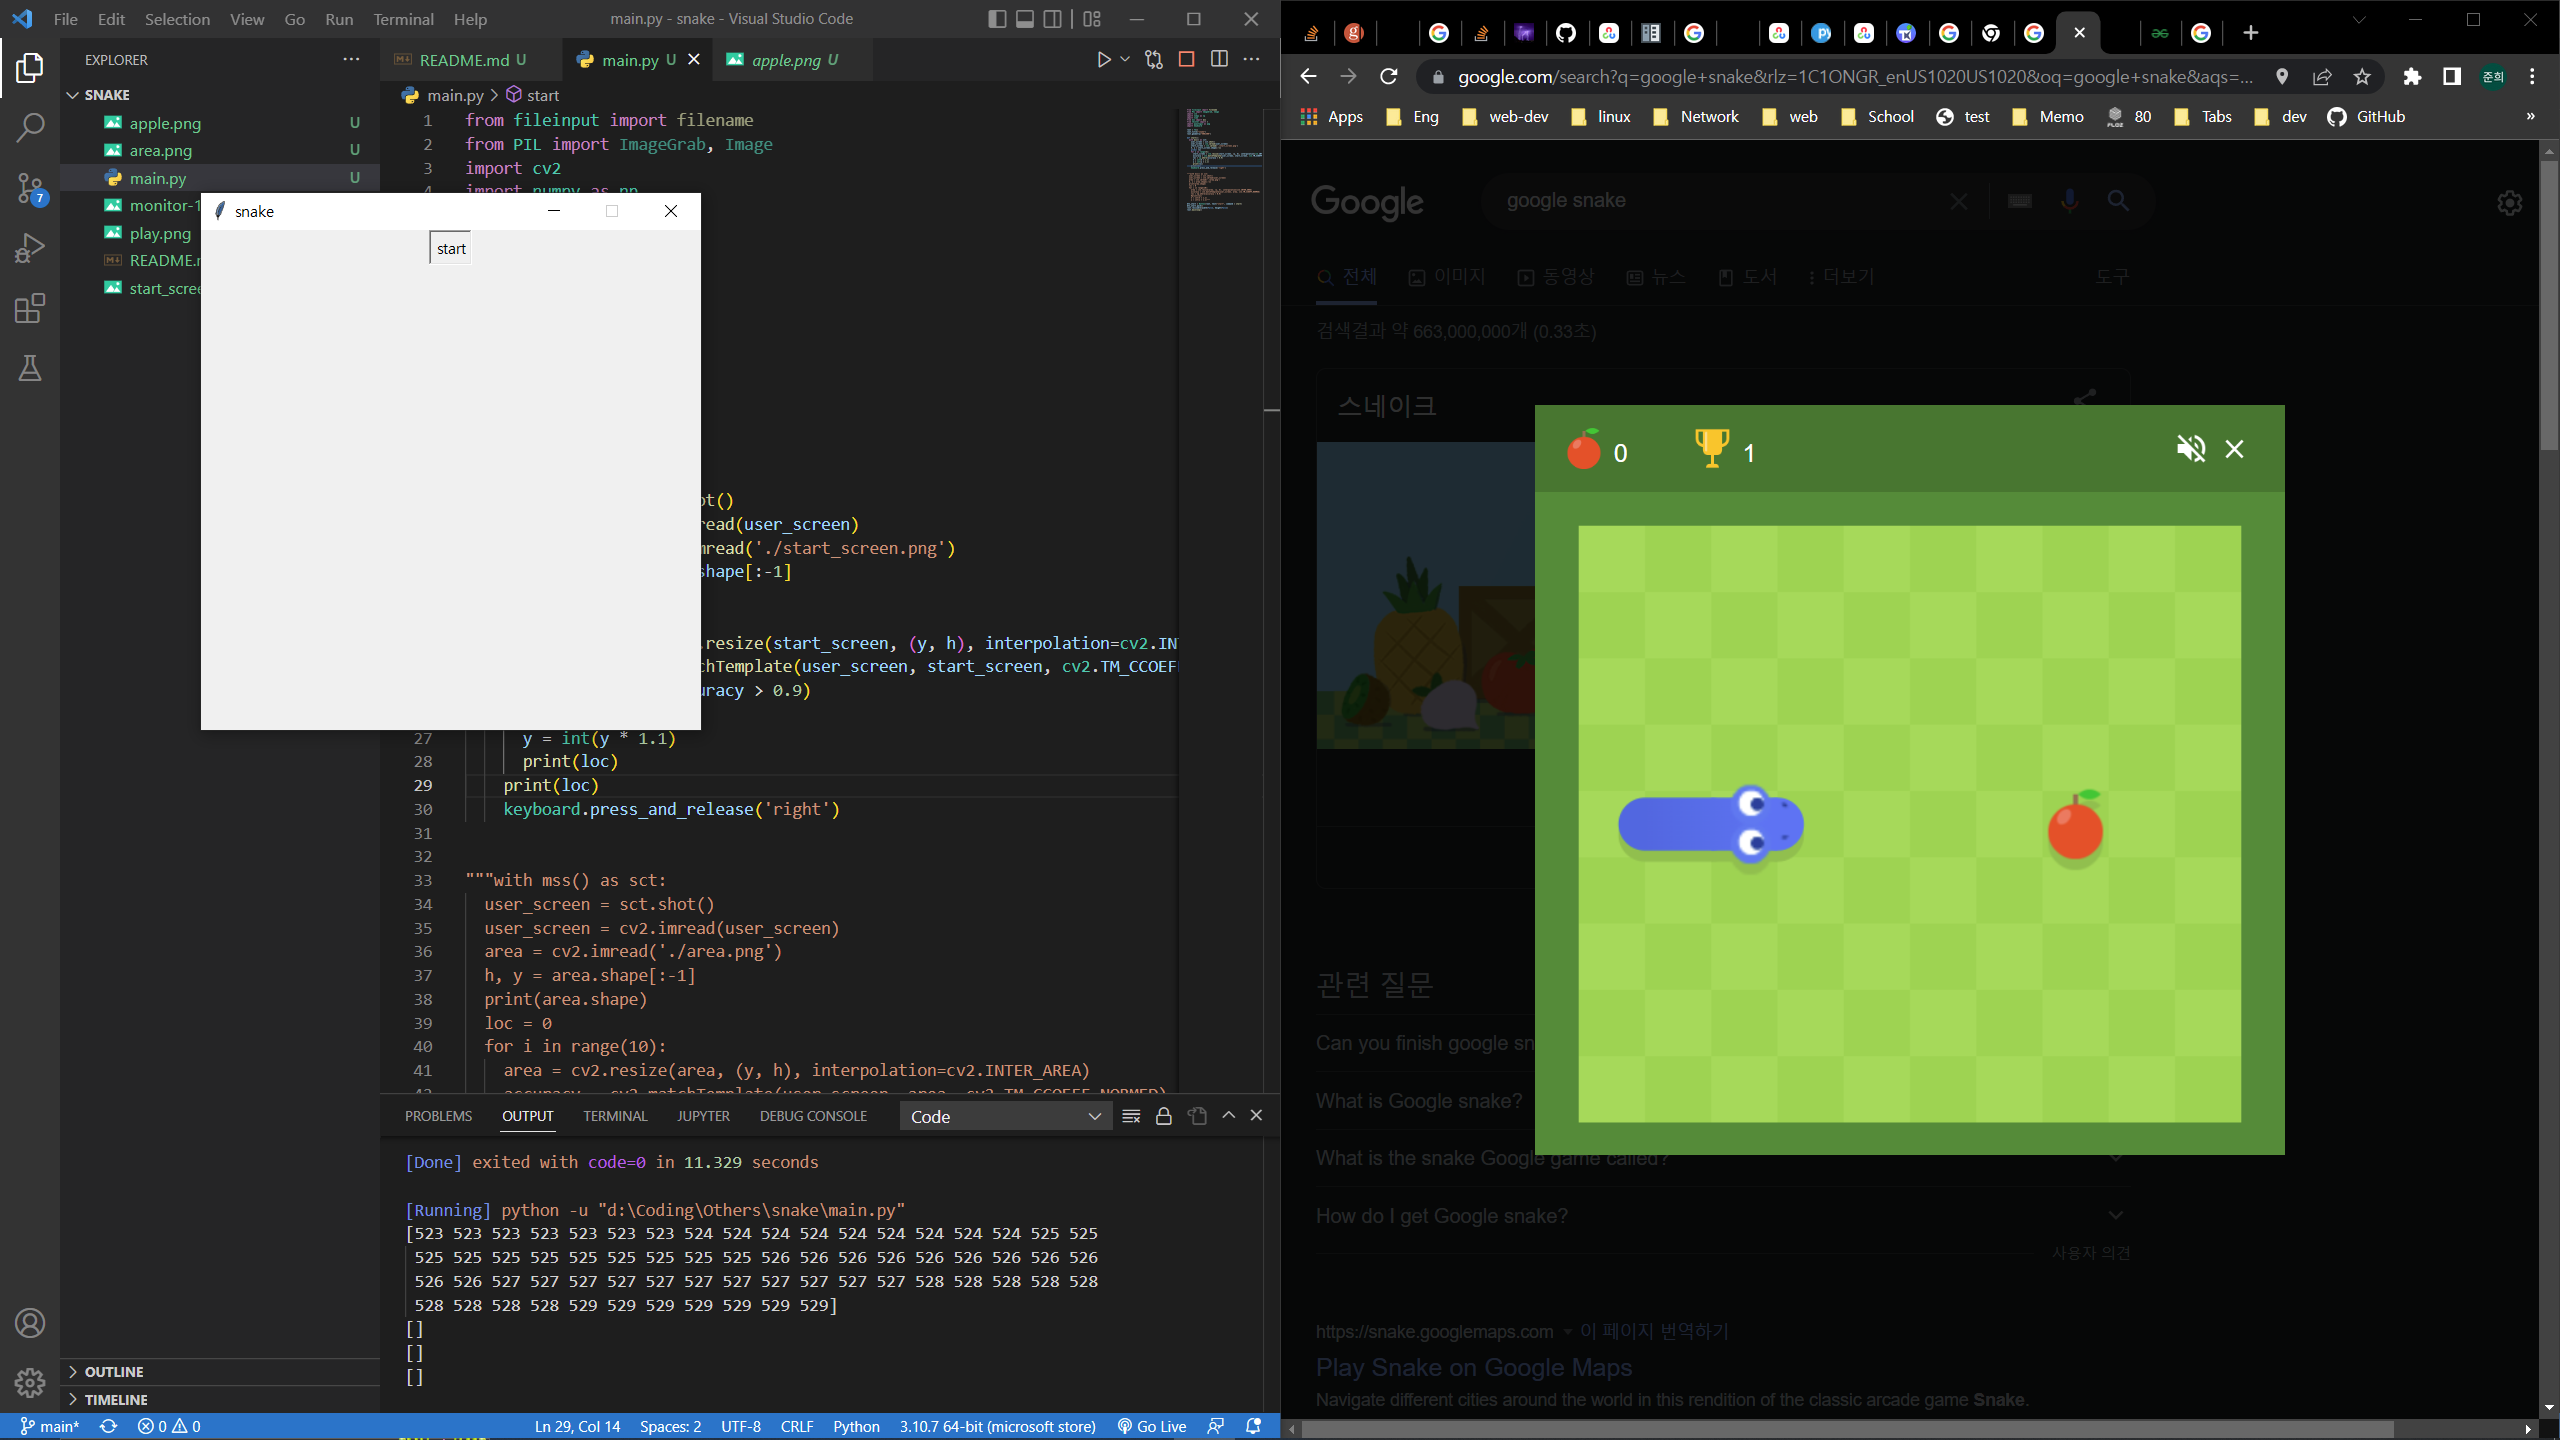 File Edit Selection View Go Run Terminal Help
main.py - snake - Visual Studio Code
EXPLORER
SNAKE
apple.png U
area.png U
main.py U
monitor-1
play.png
README.
start_scre
OUTLINE
TIMELINE
README.md U
main.py U
apple.png U
main.py > start
1 from fileinput import filename
2 from PIL import ImageGrab, Image
3 import cv2
4 import numpy as np
snake
start
ot()
read(user_screen)
mread('./start_screen.png')
shape[:-1]
.resize(start_screen, (y, h), interpolation=cv2.IN
chTemplate(user_screen, start_screen, cv2.TM_CCOEF
uracy > 0.9)
27 y = int(y * 1.1)
28 print(loc)
29 print(loc)
30 keyboard.press_and_release('right')
31
32
33 """with mss() as sct:
34 user_screen = sct.shot()
35 user_screen = cv2.imread(user_screen)
36 area = cv2.imread('./area.png')
37 h, y = area.shape[:-1]
38 print(area.shape)
39 loc = 0
40 for i in range(10):
41 area = cv2.resize(area, (y, h), interpolation=cv2.INTER_AREA)
42 accuracy = cv2.matchTemplate(user_screen, area, cv2.TM_CCOEFF_NORMED)
PROBLEMS OUTPUT TERMINAL JUPYTER DEBUG CONSOLE
Code
[Done] exited with code=0 in 11.329 seconds
[Running] python -u "d:\Coding\Others\snake\main.py"
[523 523 523 523 523 523 523 524 524 524 524 524 524 524 524 524 525 525
525 525 525 525 525 525 525 525 525 526 526 526 526 526 526 526 526 526
526 526 527 527 527 527 527 527 527 527 527 527 527 528 528 528 528 528
528 528 528 528 529 529 529 529 529 529 529]
[]
[]
[]
7
main* 0 0
Ln 29, Col 14 Spaces: 2 UTF-8 CRLF Python 3.10.7 64-bit (microsoft store) Go Live
google.com/search?q=google+snake&rlz=1C1ONGR_enUS1020US1020&oq=google+snake&aqs=...
준희
Apps Eng web-dev linux Network web School test Memo 80 Tabs dev GitHub »
Google
google snake
전체 이미지 동영상 뉴스 도서 더보기 도구
검색결과 약 663,000,000개 (0.33초)
스네이크
0 1
관련 질문
Can you finish google sn
What is Google snake?
What is the snake Google game called?
How do I get Google snake?
사용자 의견
https://snake.googlemaps.com 이 페이지 번역하기
Play Snake on Google Maps
Navigate different cities around the world in this rendition of the classic arcade game Snake.